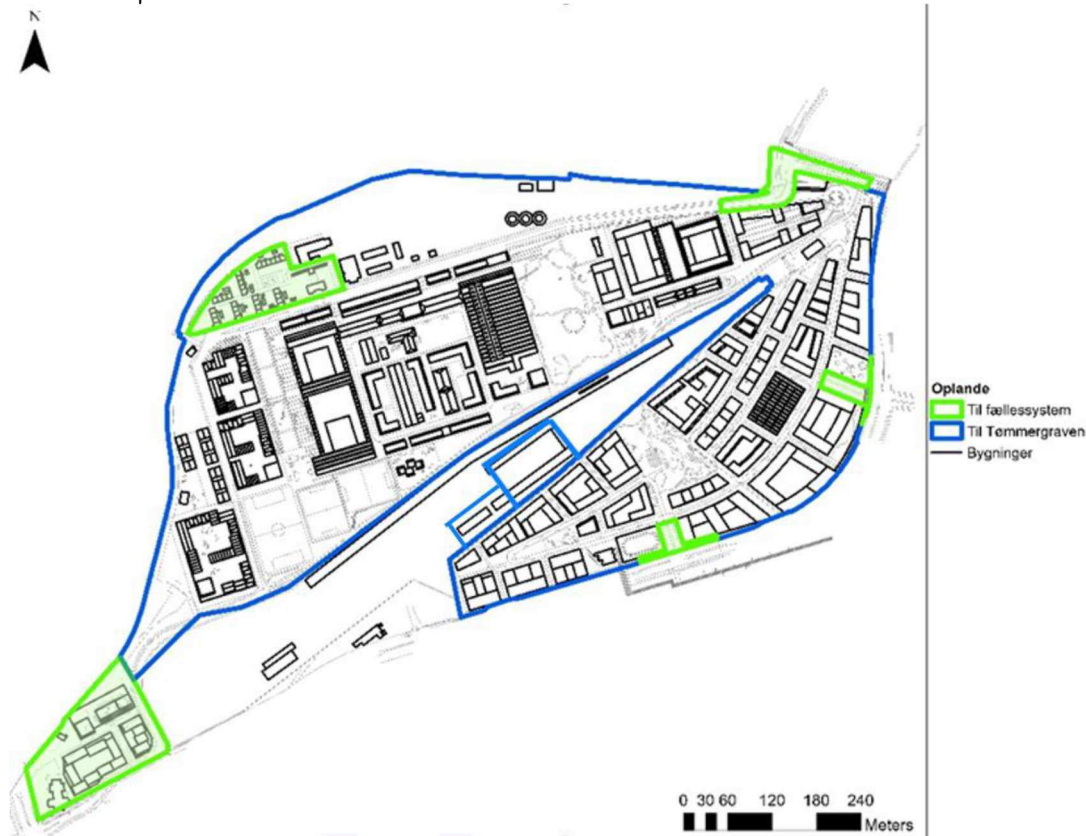 N
Oplande
Til fællessystem
Til Tømmergraven
Bygninger
0 30 60 120 180 240
Meters